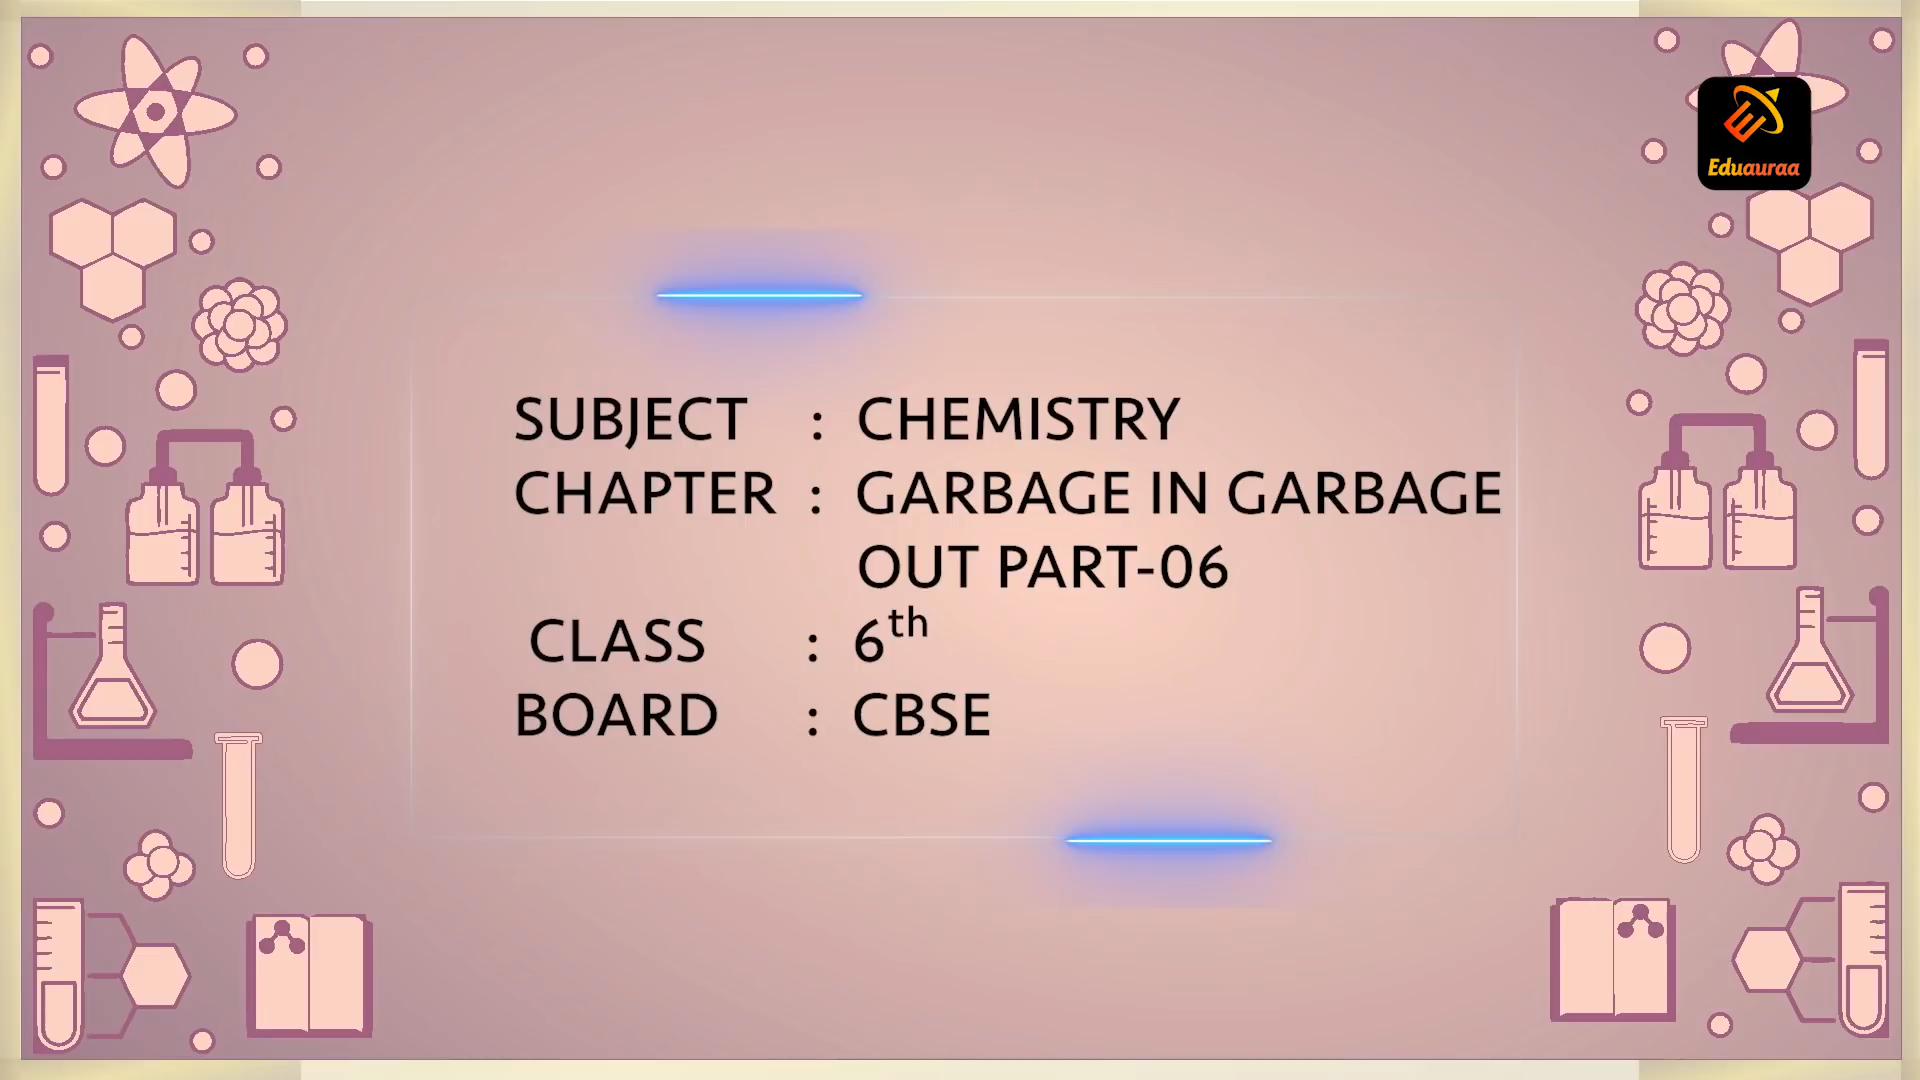 Eduauraa
SUBJECT : CHEMISTRY
CHAPTER : GARBAGE IN GARBAGE
OUT PART-06
CLASS : 6th
BOARD : CBSE